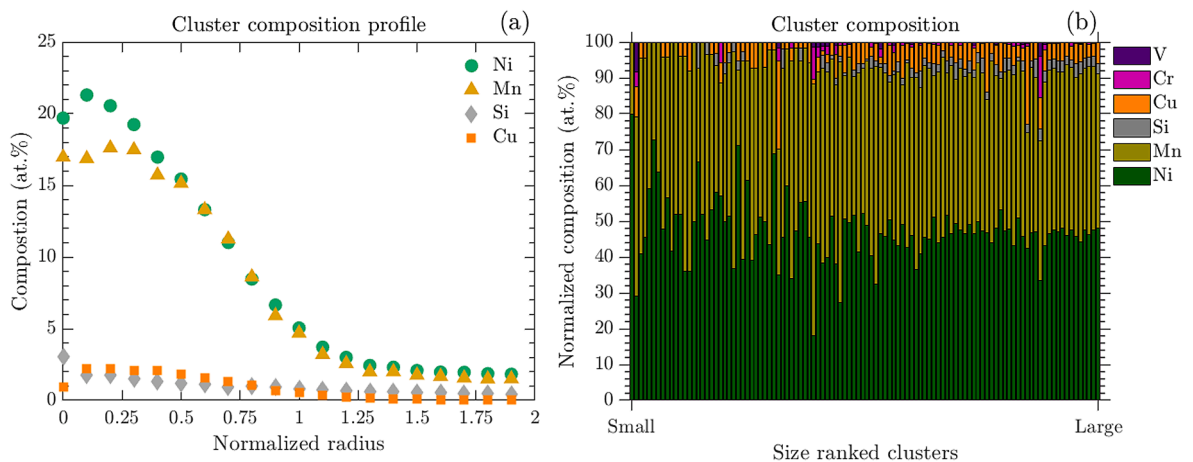 Cluster composition profile
(a)
25
20
15
10
5
0
Compostion (at.%)
Ni
Mn
Si
Cu
0 0.25 0.5 0.75 1 1.25 1.5 1.75 2
Normalized radius
Cluster composition
(b)
100
90
80
70
60
50
40
30
20
10
0
Normalized composition (at.%)
V
Cr
Cu
Si
Mn
Ni
Small Large
Size ranked clusters